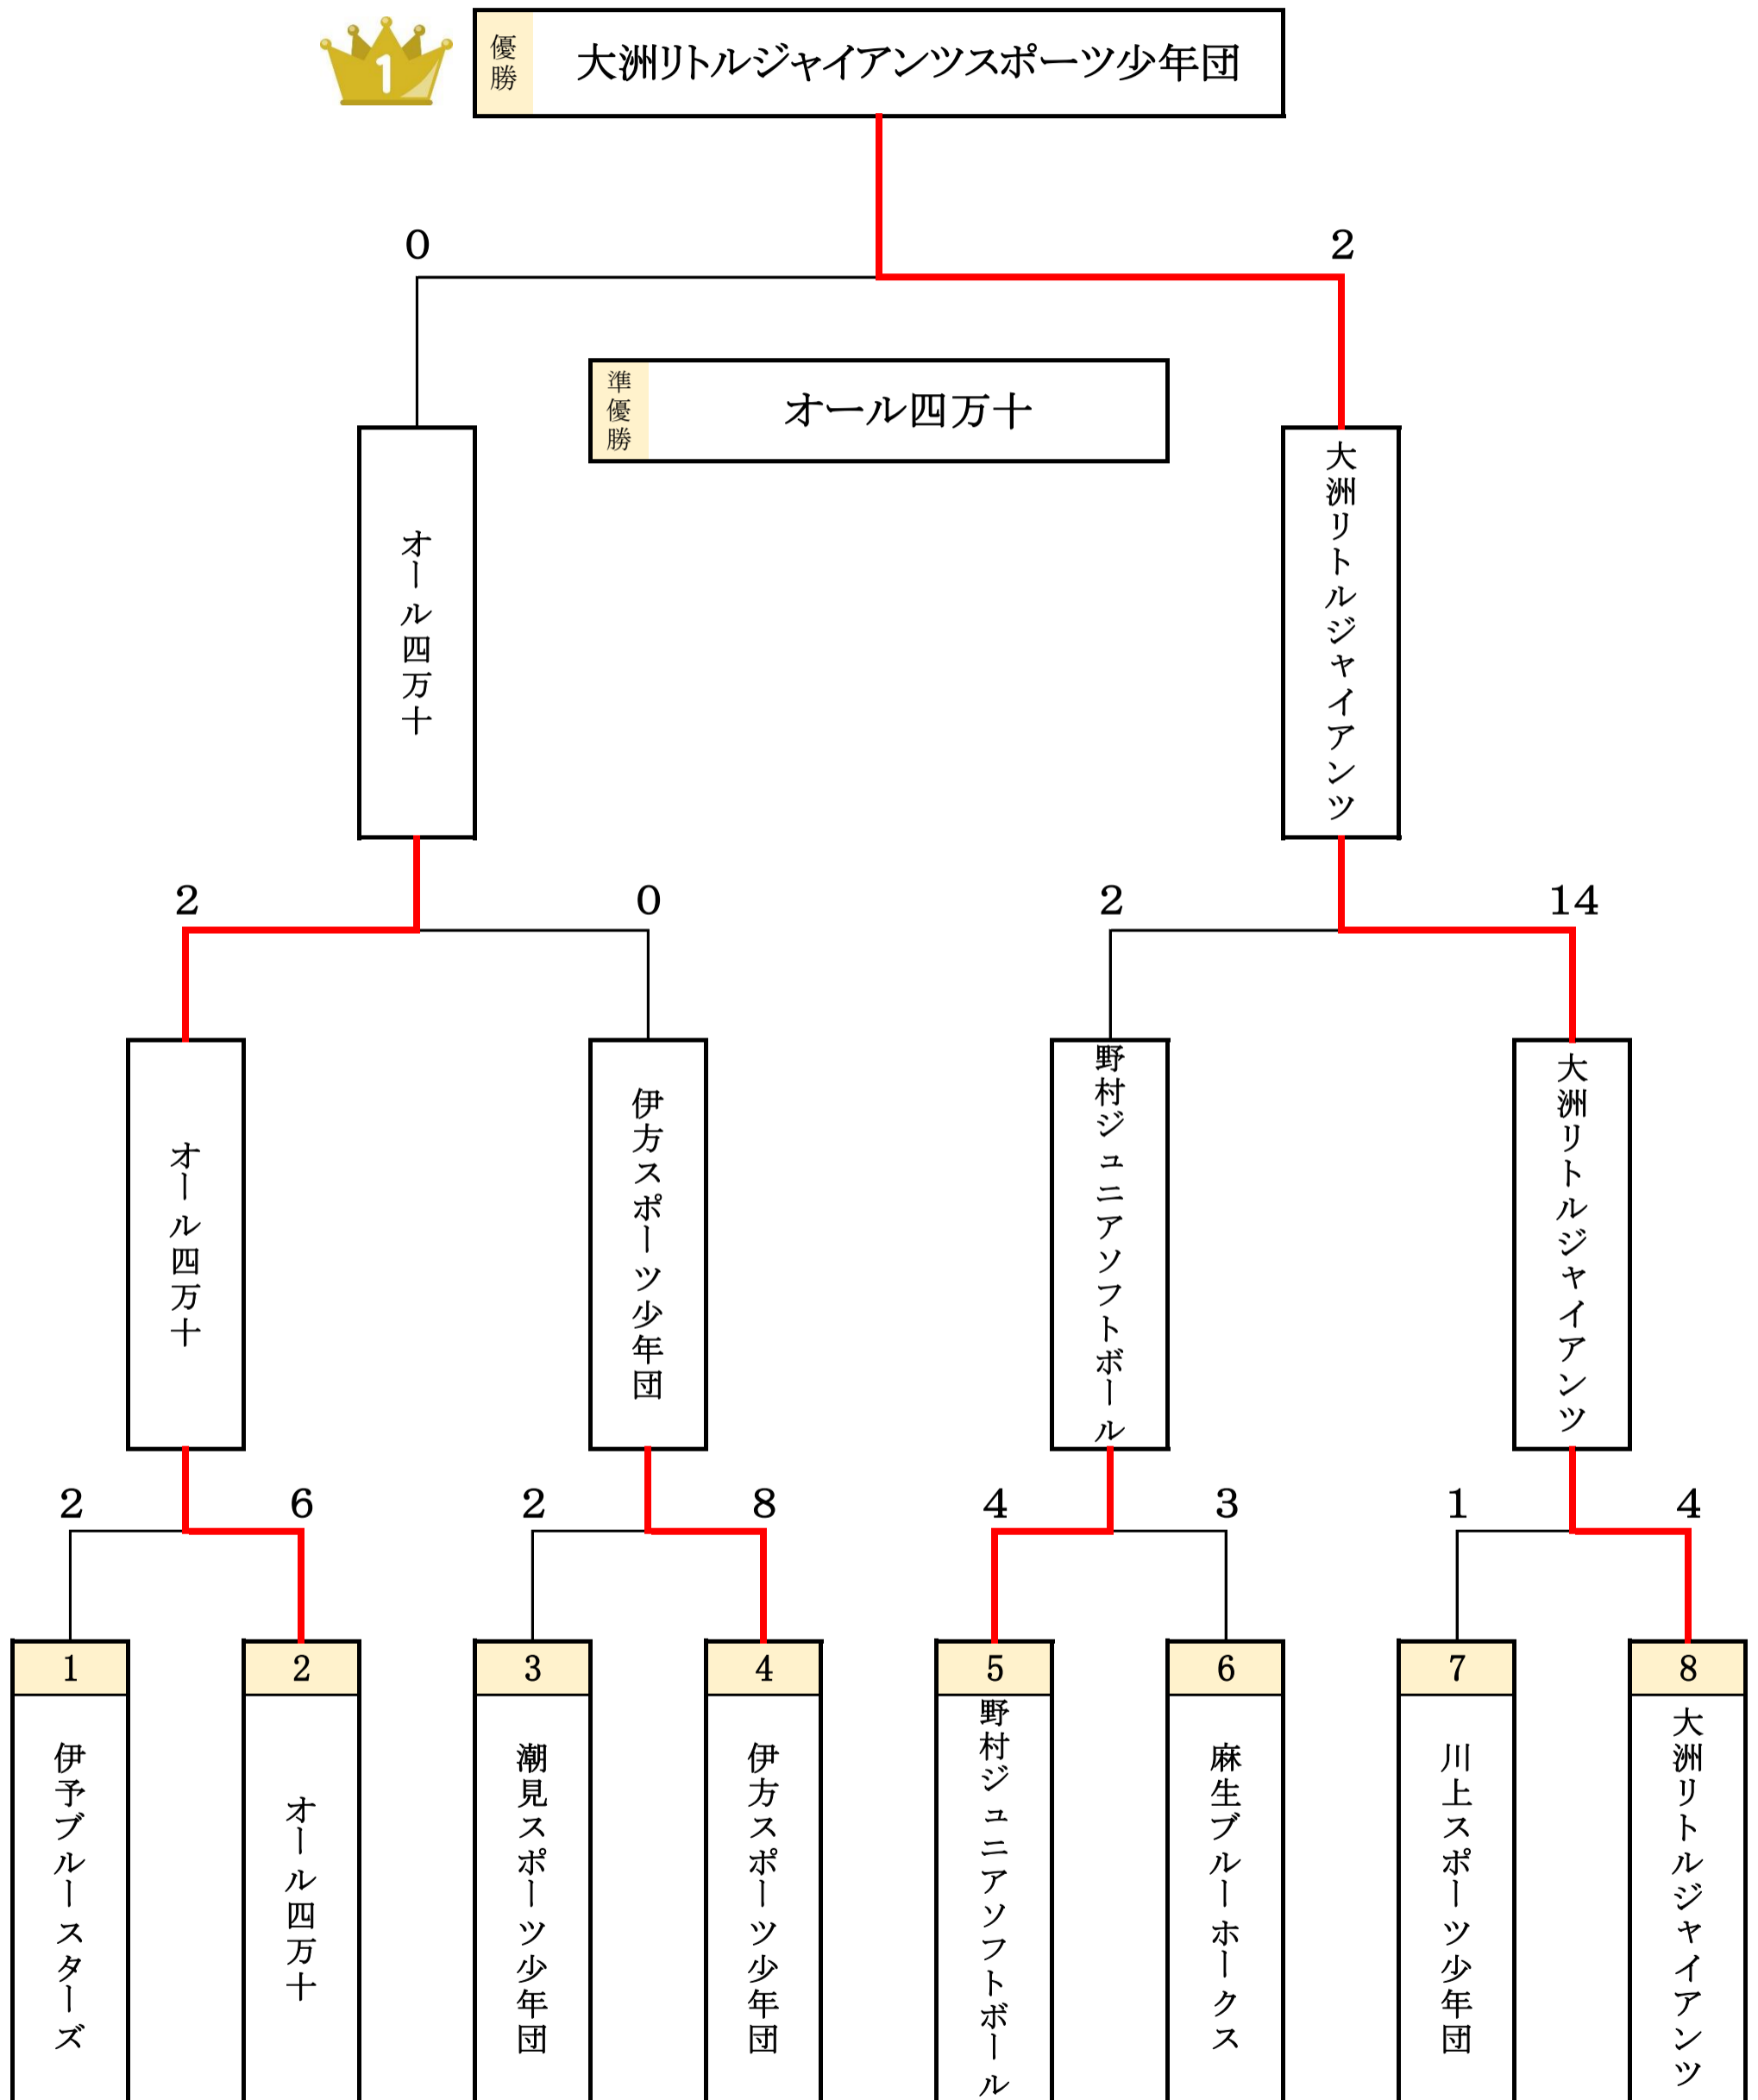 1
優勝
大洲リトルジャイアンツスポーツ少年団
0
2
準優勝
オール四万十
オール四万十
大洲リトルジャイアンツ
2
0
2
14
オール四万十
伊方スポーツ少年団
野村ジュニアソフトボール
大洲リトルジャイアンツ
2
6
2
8
4
3
1
4
1
2
3
4
5
6
7
8
伊予ブルースターズ
オール四万十
潮見スポーツ少年団
伊方スポーツ少年団
野村ジュニアソフトボール
麻生ブルーホークス
川上スポーツ少年団
大洲リトルジャイアンツ